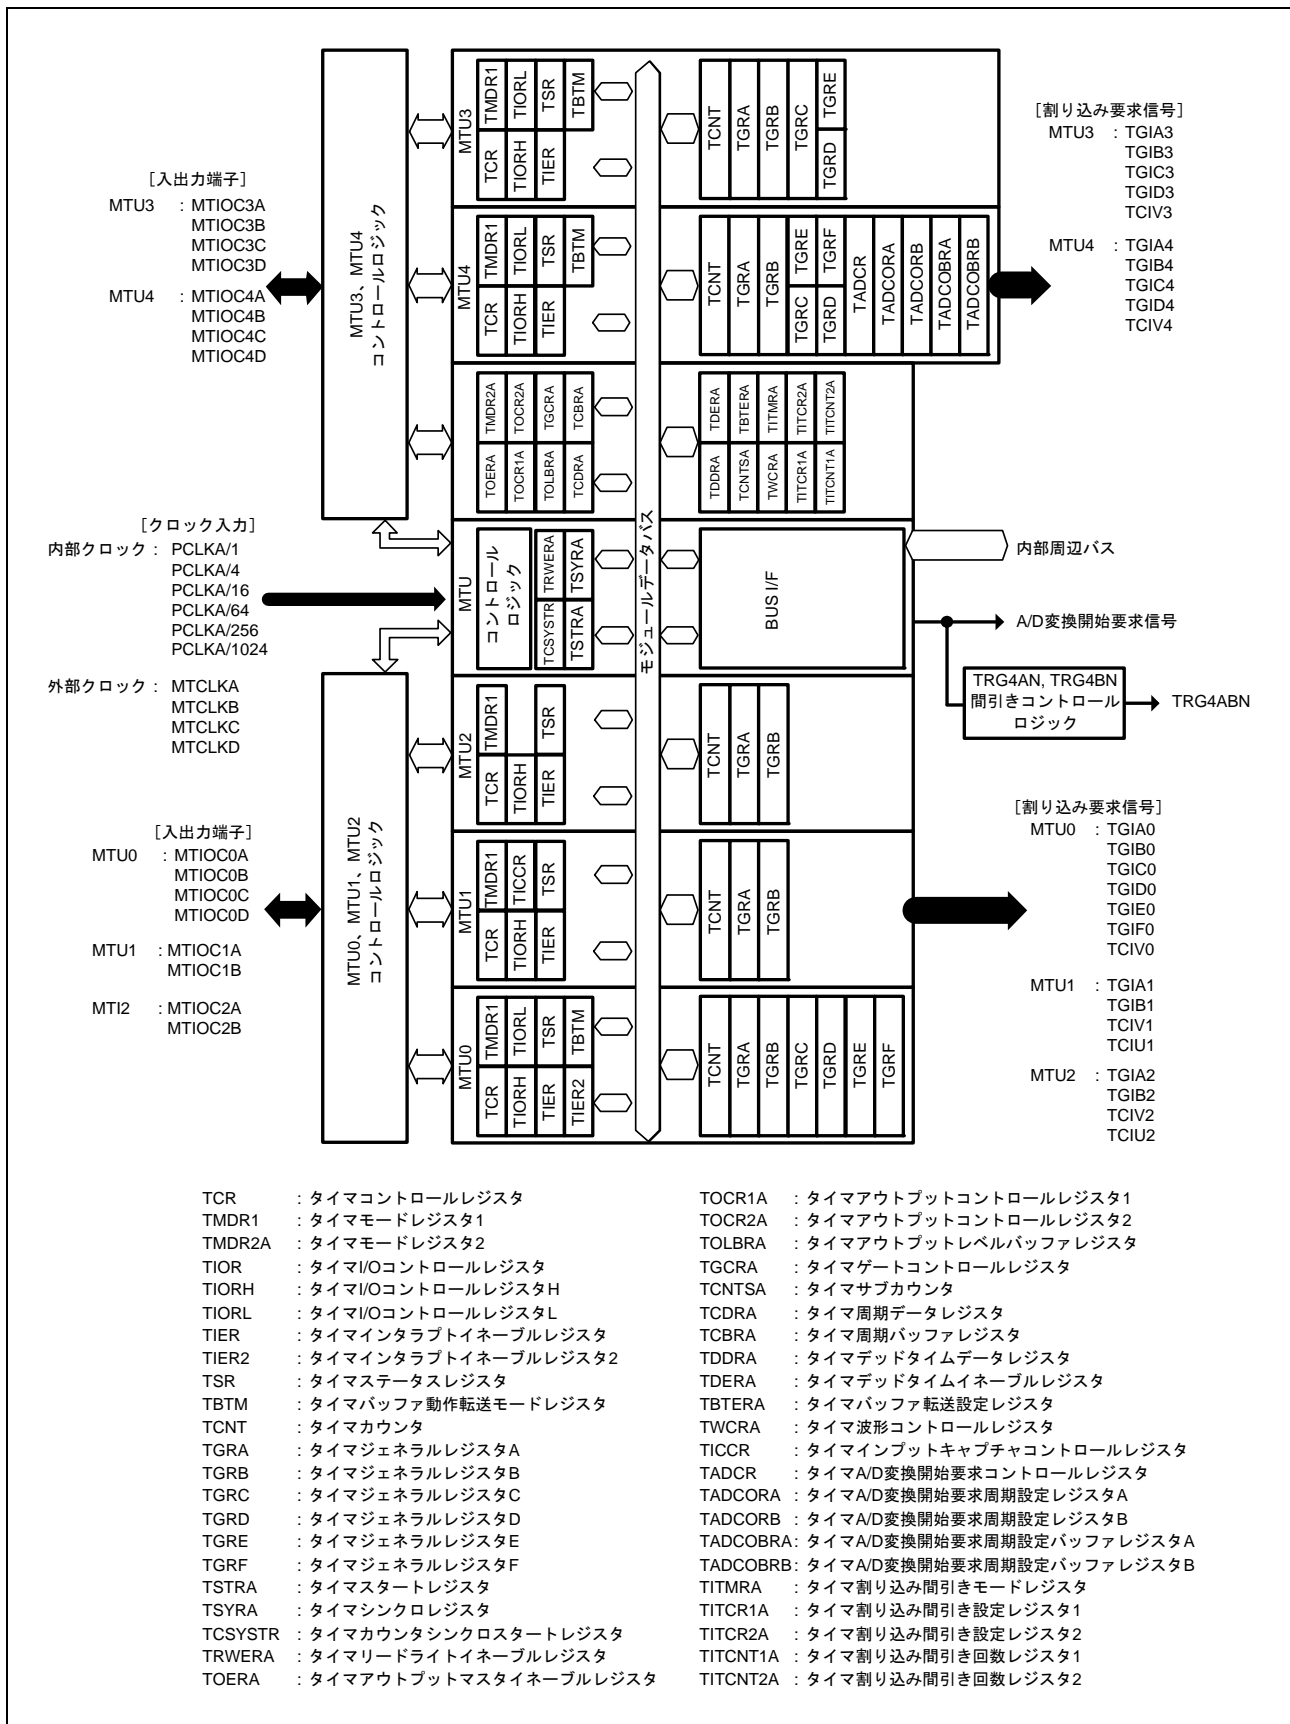 [入出力端子]
MTU3 : MTIOC3A
MTIOC3B
MTIOC3C
MTIOC3D
MTU4 : MTIOC4A
MTIOC4B
MTIOC4C
MTIOC4D
[クロック入力]
内部クロック : PCLKA/1
PCLKA/4
PCLKA/16
PCLKA/64
PCLKA/256
PCLKA/1024
外部クロック : MTCLKA
MTCLKB
MTCLKC
MTCLKD
[入出力端子]
MTU0 : MTIOC0A
MTIOC0B
MTIOC0C
MTIOC0D
MTU1 : MTIOC1A
MTIOC1B
MTI2 : MTIOC2A
MTIOC2B
MTU3、MTU4
コントロールロジック
MTU0、MTU1、MTU2
コントロールロジック
MTU3
TCR
TMDR1
TIORH
TIORL
TIER
TSR
TBTM
TCNT
TGRA
TGRB
TGRC
TGRD
TGRE
MTU4
TCR
TMDR1
TIORH
TIORL
TIER
TSR
TBTM
TCNT
TGRA
TGRB
TGRC
TGRE
TGRD
TGRF
TADCR
TADCORA
TADCORB
TADCOBRA
TADCOBRB
TOERA
TMDR2A
TOCR1A
TOCR2A
TOLBRA
TGCRA
TCDRA
TCBRA
TDDRA
TDERA
TCNTSA
TBTERA
TWCRA
TITMRA
TITCR1A
TITCR2A
TITCNT1A
TITCNT2A
MTU
コントロール
ロジック
TCSYSTR
TRWERA
TSTRA
TSYRA
モジュールデータバス
BUS I/F
MTU2
TCR
TMDR1
TIORH
TIER
TSR
TCNT
TGRA
TGRB
MTU1
TCR
TMDR1
TIORH
TICCR
TIER
TSR
TCNT
TGRA
TGRB
MTU0
TCR
TMDR1
TIORH
TIORL
TIER
TSR
TIER2
TBTM
TCNT
TGRA
TGRB
TGRC
TGRD
TGRE
TGRF
[割り込み要求信号]
MTU3 : TGIA3
TGIB3
TGIC3
TGID3
TCIV3
MTU4 : TGIA4
TGIB4
TGIC4
TGID4
TCIV4
内部周辺バス
A/D変換開始要求信号
TRG4AN, TRG4BN
間引きコントロール
ロジック
TRG4ABN
[割り込み要求信号]
MTU0 : TGIA0
TGIB0
TGIC0
TGID0
TGIE0
TGIF0
TCIV0
MTU1 : TGIA1
TGIB1
TCIV1
TCIU1
MTU2 : TGIA2
TGIB2
TCIV2
TCIU2
TCR : タイマコントロールレジスタ
TMDR1 : タイマモードレジスタ1
TMDR2A : タイマモードレジスタ2
TIOR : タイマI/Oコントロールレジスタ
TIORH : タイマI/OコントロールレジスタH
TIORL : タイマI/OコントロールレジスタL
TIER : タイマインタラプトイネーブルレジスタ
TIER2 : タイマインタラプトイネーブルレジスタ2
TSR : タイマステータスレジスタ
TBTM : タイマバッファ動作転送モードレジスタ
TCNT : タイマカウンタ
TGRA : タイマジェネラルレジスタA
TGRB : タイマジェネラルレジスタB
TGRC : タイマジェネラルレジスタC
TGRD : タイマジェネラルレジスタD
TGRE : タイマジェネラルレジスタE
TGRF : タイマジェネラルレジスタF
TSTRA : タイマスタートレジスタ
TSYRA : タイマシンクロレジスタ
TCSYSTR : タイマカウンタシンクロスタートレジスタ
TRWERA : タイマリードライトイネーブルレジスタ
TOERA : タイマアウトプットマスタイネーブルレジスタ
TOCR1A : タイマアウトプットコントロールレジスタ1
TOCR2A : タイマアウトプットコントロールレジスタ2
TOLBRA : タイマアウトプットレベルバッファレジスタ
TGCRA : タイマゲートコントロールレジスタ
TCNTSA : タイマサブカウンタ
TCDRA : タイマ周期データレジスタ
TCBRA : タイマ周期バッファレジスタ
TDDRA : タイマデッドタイムデータレジスタ
TDERA : タイマデッドタイムイネーブルレジスタ
TBTERA : タイマバッファ転送設定レジスタ
TWCRA : タイマ波形コントロールレジスタ
TICCR : タイマインプットキャプチャコントロールレジスタ
TADCR : タイマA/D変換開始要求コントロールレジスタ
TADCORA : タイマA/D変換開始要求周期設定レジスタA
TADCORB : タイマA/D変換開始要求周期設定レジスタB
TADCOBRA : タイマA/D変換開始要求周期設定バッファレジスタA
TADCOBRB : タイマA/D変換開始要求周期設定バッファレジスタB
TITMRA : タイマ割り込み間引きモードレジスタ
TITCR1A : タイマ割り込み間引き設定レジスタ1
TITCR2A : タイマ割り込み間引き設定レジスタ2
TITCNT1A : タイマ割り込み間引き回数レジスタ1
TITCNT2A : タイマ割り込み間引き回数レジスタ2